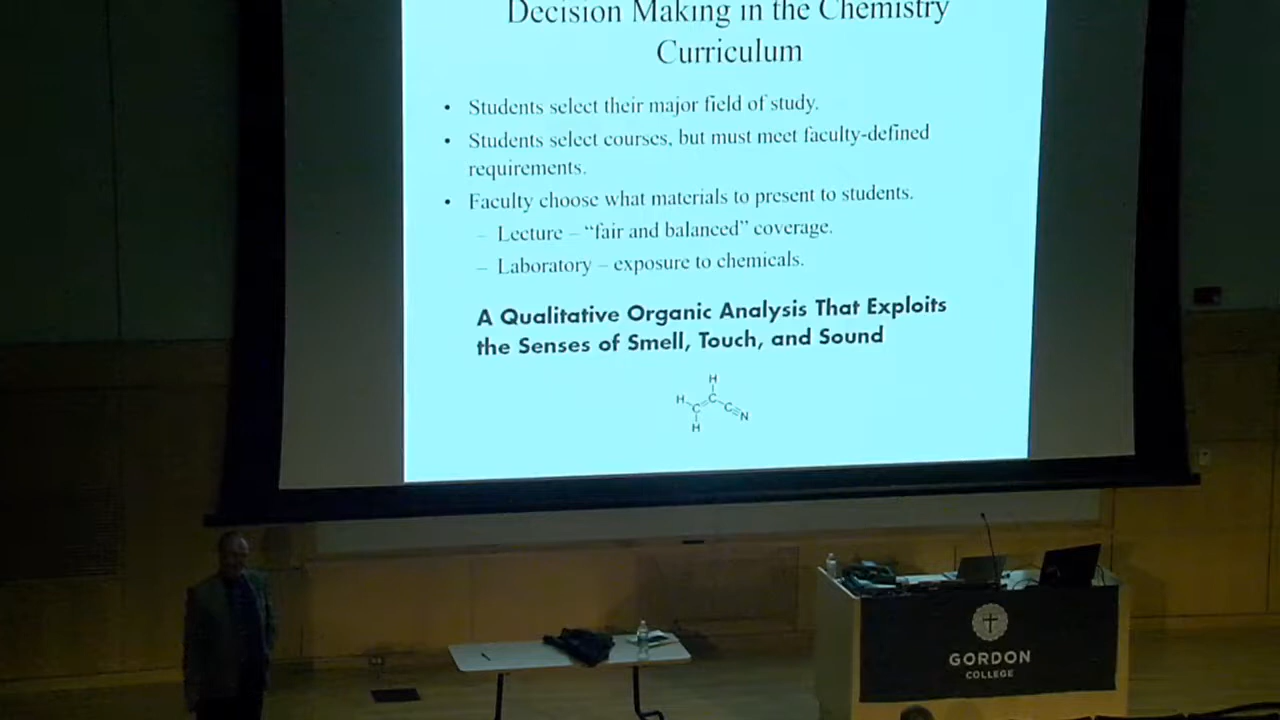 Decision Making in the Chemistry
Curriculum
• Students select their major field of study.
• Students select courses, but must meet faculty-defined
requirements.
• Faculty choose what materials to present to students.
– Lecture – “fair and balanced” coverage.
– Laboratory – exposure to chemicals.
A Qualitative Organic Analysis That Exploits
the Senses of Smell, Touch, and Sound
H
H C C C N
H
GORDON
COLLEGE